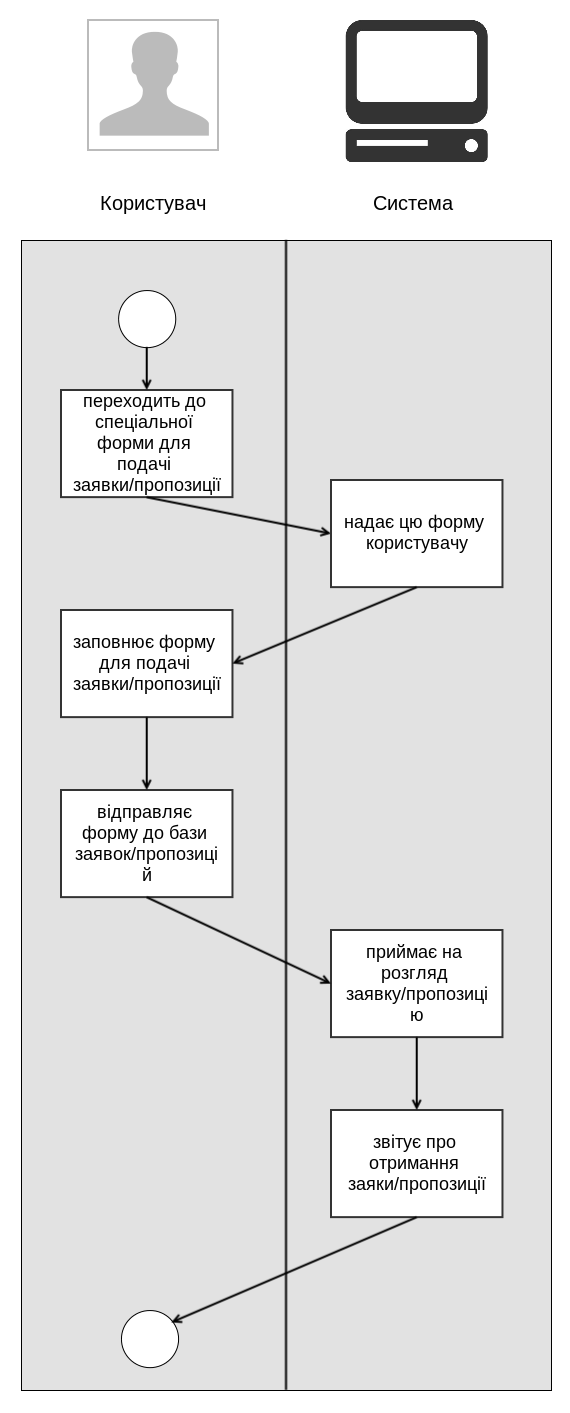 Користувач
Система
переходить до
спеціальної
форми для
подачі
заявки/пропозиції
надає цю форму
користувачу
заповнює форму
для подачі
заявки/пропозиції
відправляє
форму до бази
заявок/пропозиці
й
приймає на
розгляд
заявку/пропозиці
ю
звітує про
отримання
заяки/пропозиції